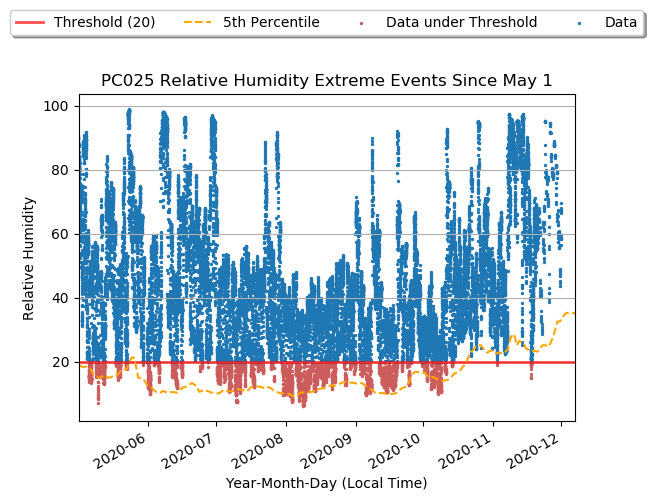 Threshold (20) 5th Percentile Data under Threshold Data
PC025 Relative Humidity Extreme Events Since May 1
100
80
60
40
20
Relative Humidity
2020-06 2020-07 2020-08 2020-09 2020-10 2020-11 2020-12
Year-Month-Day (Local Time)